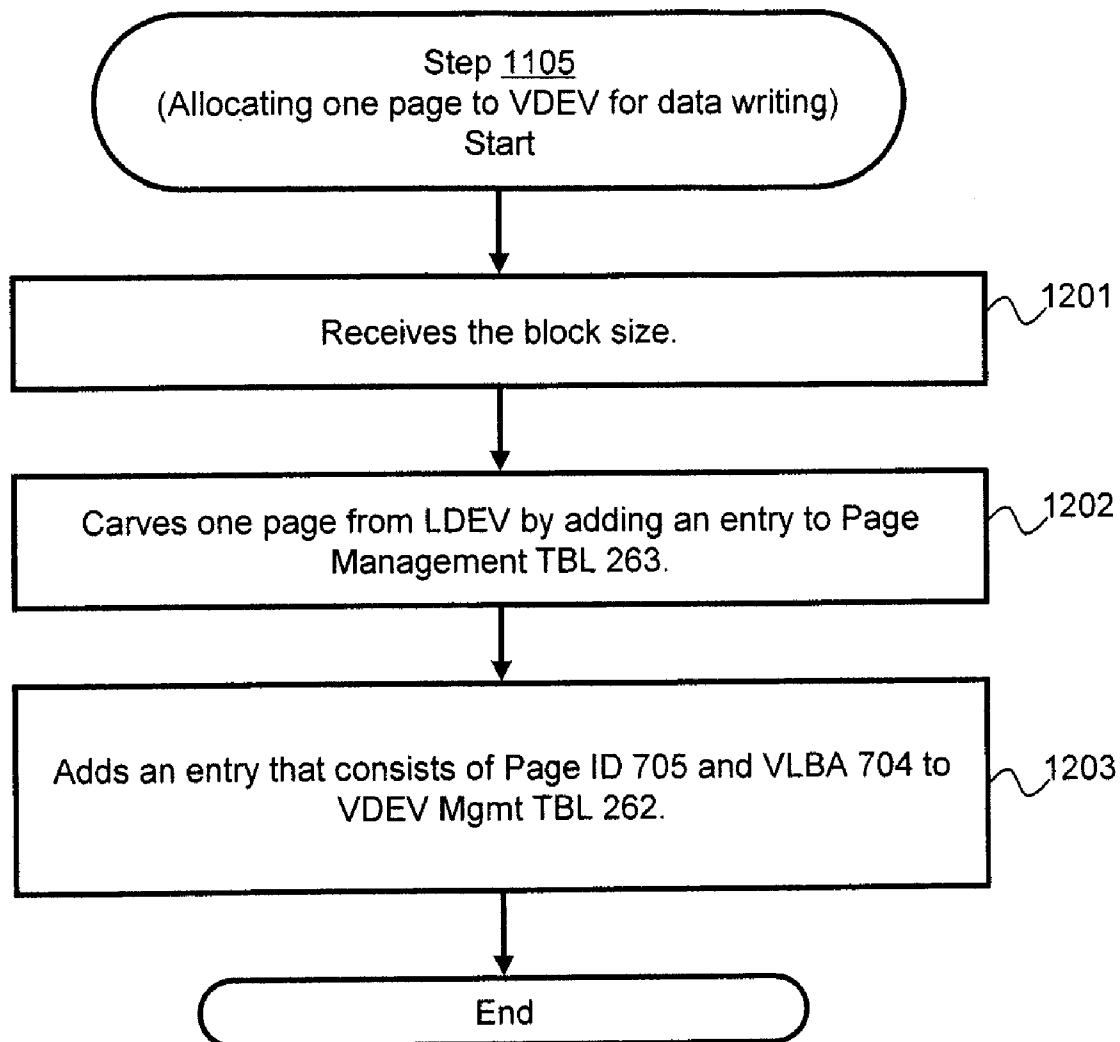 Step 1105
(Allocating one page to VDEV for data writing)
Start
1201
Receives the block size.
1202
Carves one page from LDEV by adding an entry to Page
Management TBL 263.
1203
Adds an entry that consists of Page ID 705 and VLBA 704 to
VDEV Mgmt TBL 262.
End